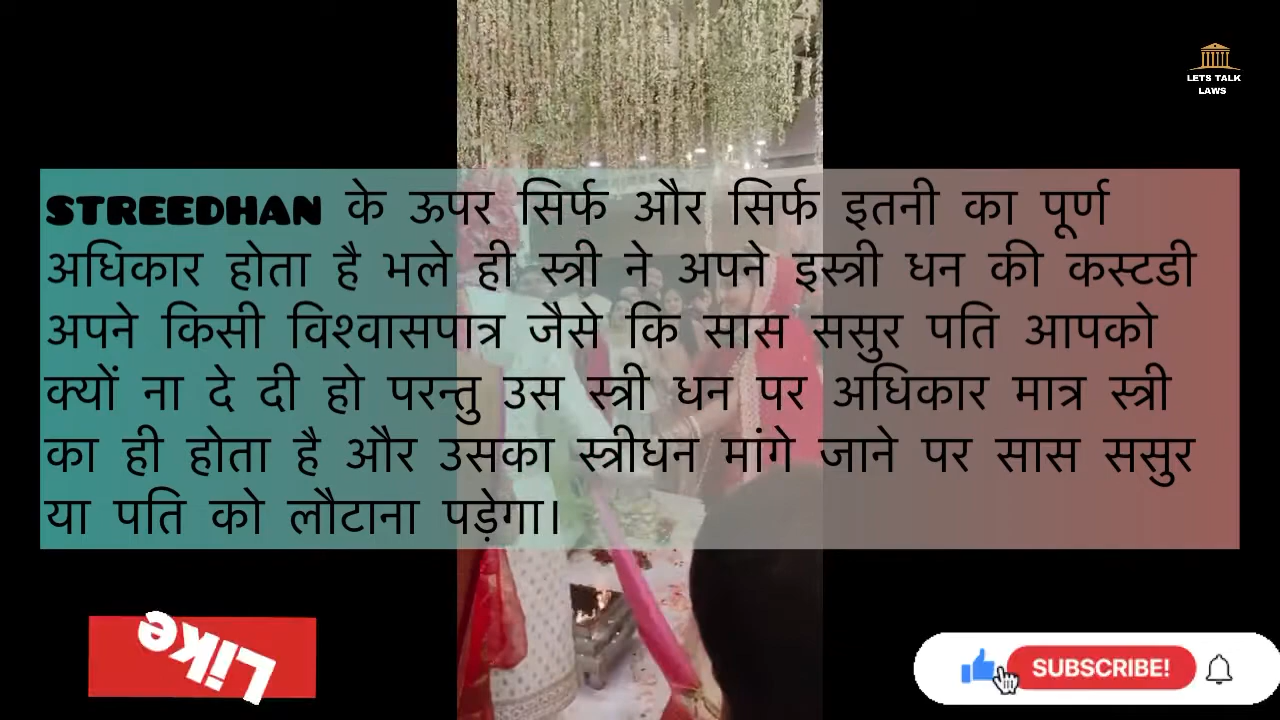 LETS TALK
LAWS
STREEDHAN के ऊपर सिर्फ और सिर्फ इतनी का पूर्ण
अधिकार होता है भले ही स्त्री ने अपने इस्त्री धन की कस्टडी
अपने किसी विश्वासपात्र जैसे कि सास ससुर पति आपको
क्यों ना दे दी हो परन्तु उस स्त्री धन पर अधिकार मात्र स्त्री
का ही होता है और उसका स्त्रीधन मांगे जाने पर सास ससुर
या पति को लौटाना पड़ेगा।
Like
SUBSCRIBE!